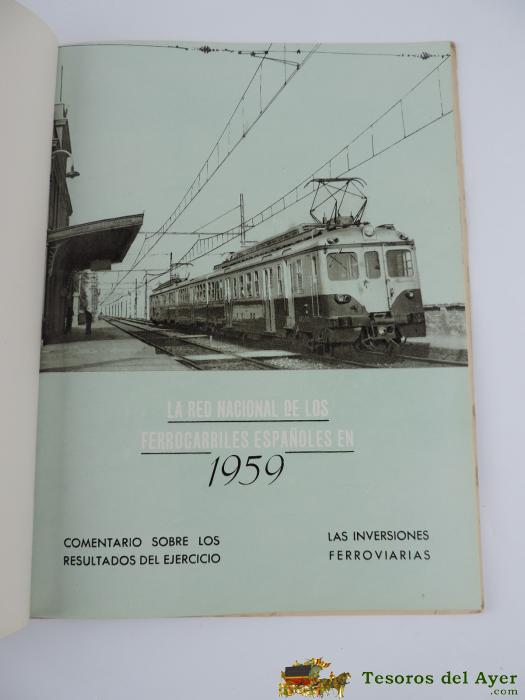 LA RED NACIONAL DE LOS
FERROCARRILES ESPAÑOLES EN
1959
COMENTARIO SOBRE LOS
RESULTADOS DEL EJERCICIO
LAS INVERSIONES
FERROVIARIAS
Tesoros del Ayer
.com